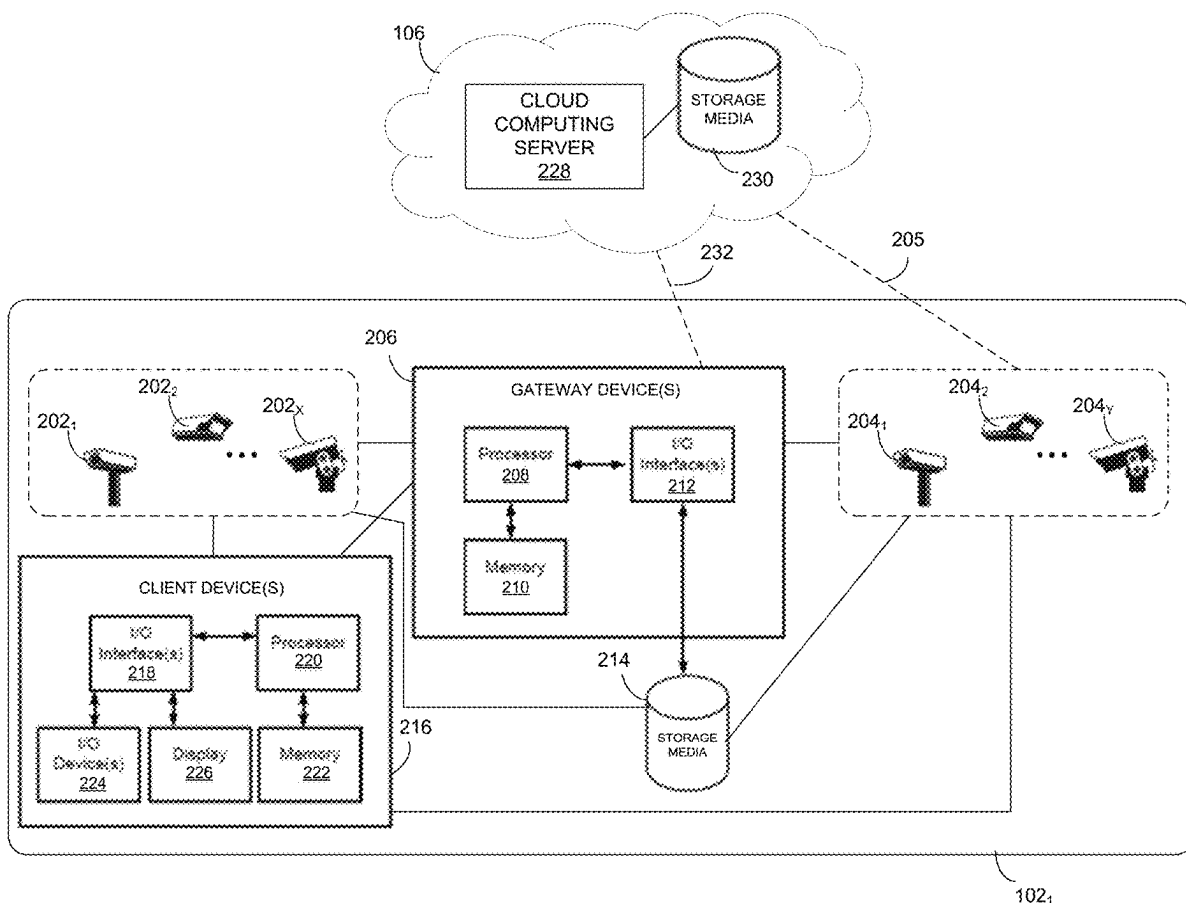 106
CLOUD
COMPUTING
SERVER
228
STORAGE
MEDIA
230
232
205
206
GATEWAY DEVICE(S)
202₁
202₂
202ₓ
• • •
Processor
208
I/O
Interface(s)
212
Memory
210
204₁
204₂
204ᵧ
• • •
CLIENT DEVICE(S)
I/O
Interface(s)
218
Processor
220
I/O
Device(s)
224
Display
226
Memory
222
216
214
STORAGE
MEDIA
102₁